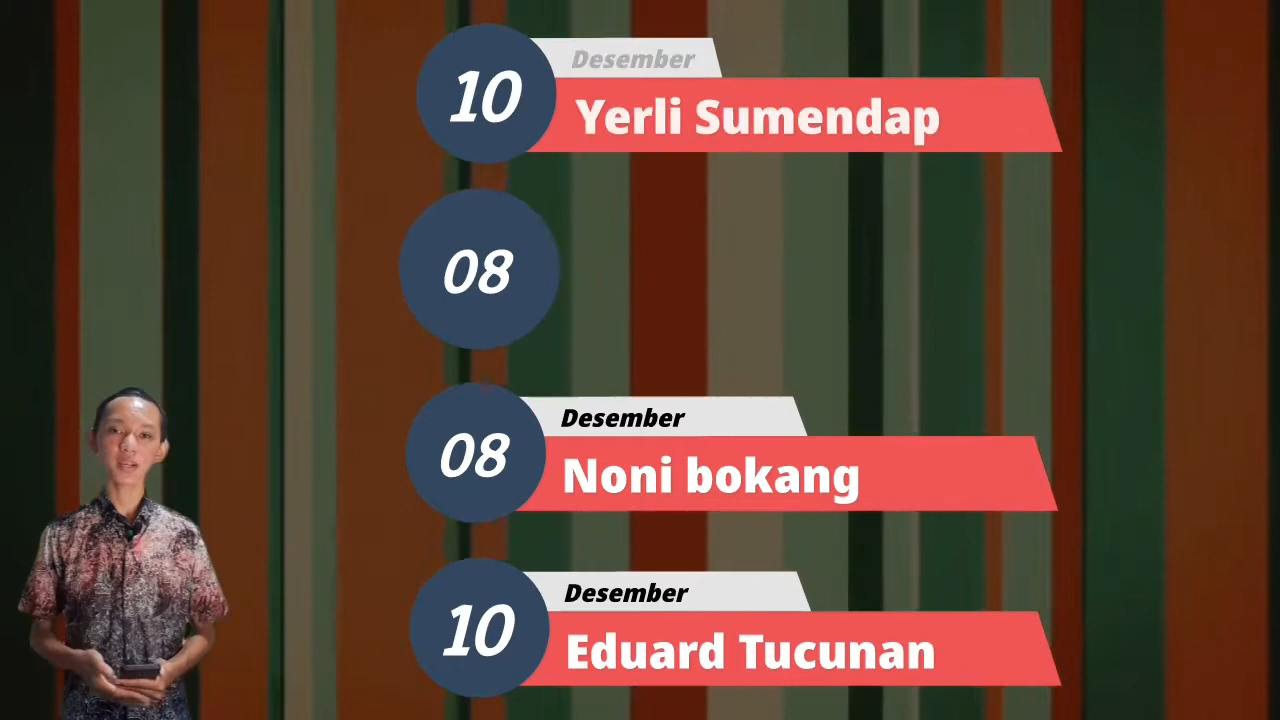 10
Desember
Yerli Sumendap
08
08
Desember
Noni bokang
10
Desember
Eduard Tucunan